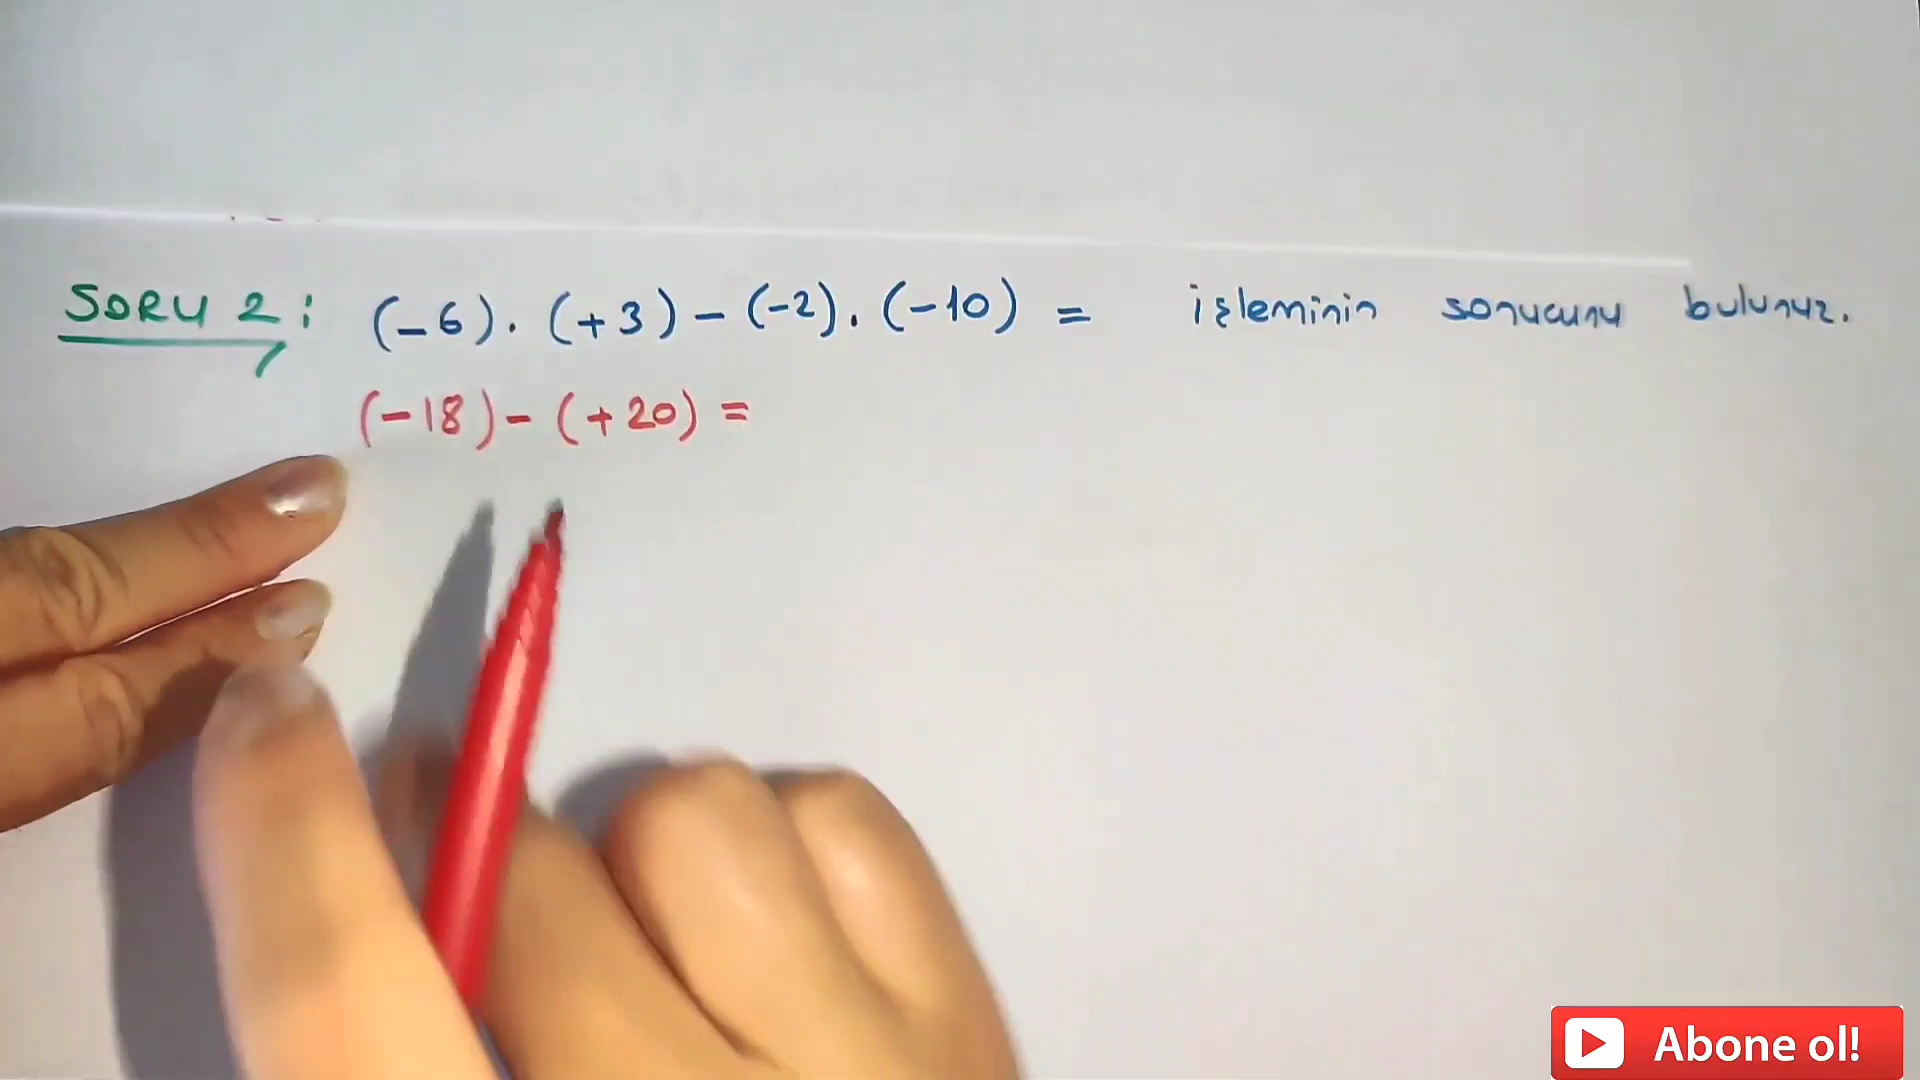 SORU 2: (-6). (+3) - (-2). (-10) = işleminin sonucunu bulunuz.
(-18) - (+20) =
Abone ol!